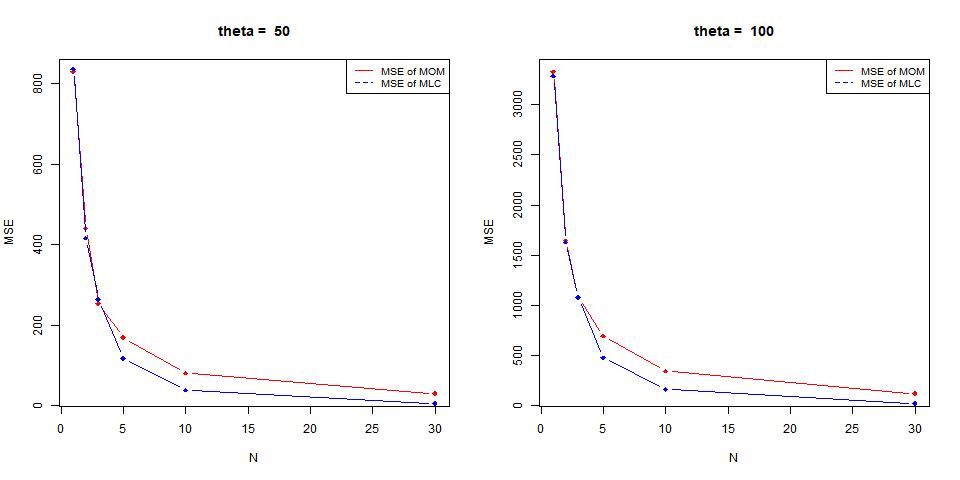 theta = 50
MSE of MOM
MSE of MLC
MSE
0
200
400
600
800
0
5
10
15
20
25
30
N
theta = 100
MSE of MOM
MSE of MLC
MSE
0
500
1000
1500
2000
2500
3000
0
5
10
15
20
25
30
N